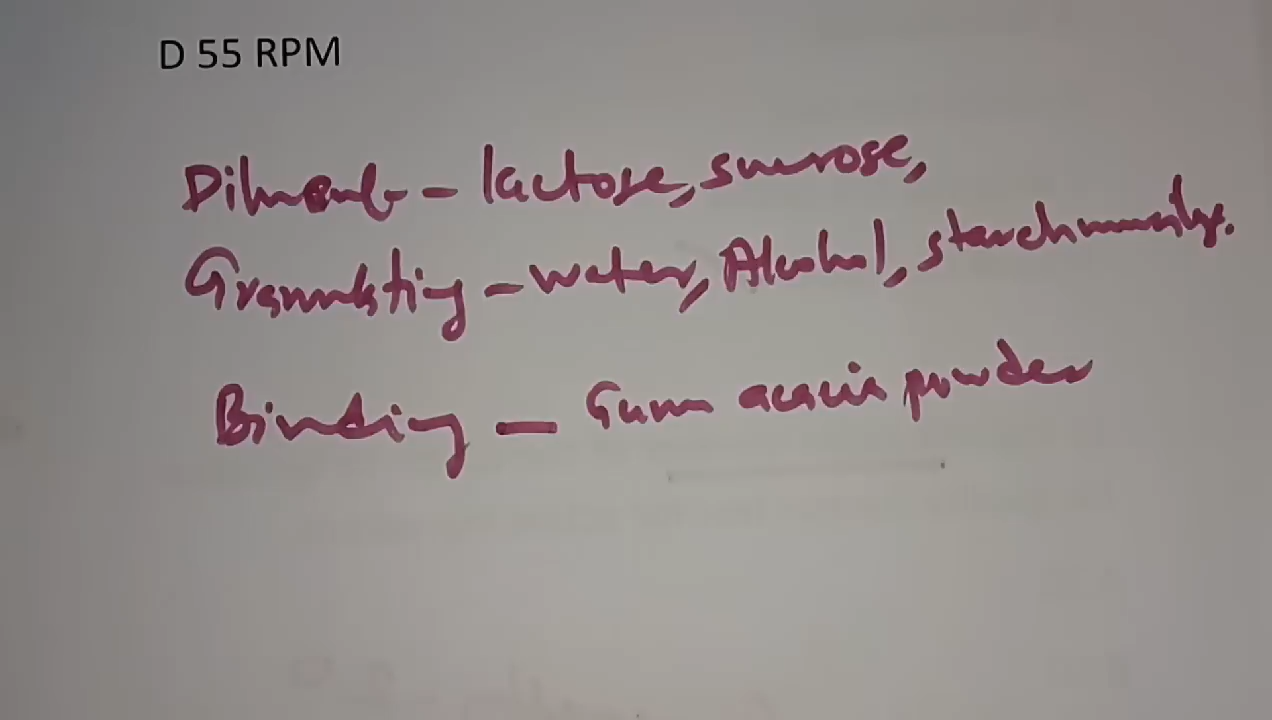 D 55 RPM
Diluents - lactose, sucrose,
Granulating - water, Alcohol, starch mucilage.
Binding - Gum acacia powder